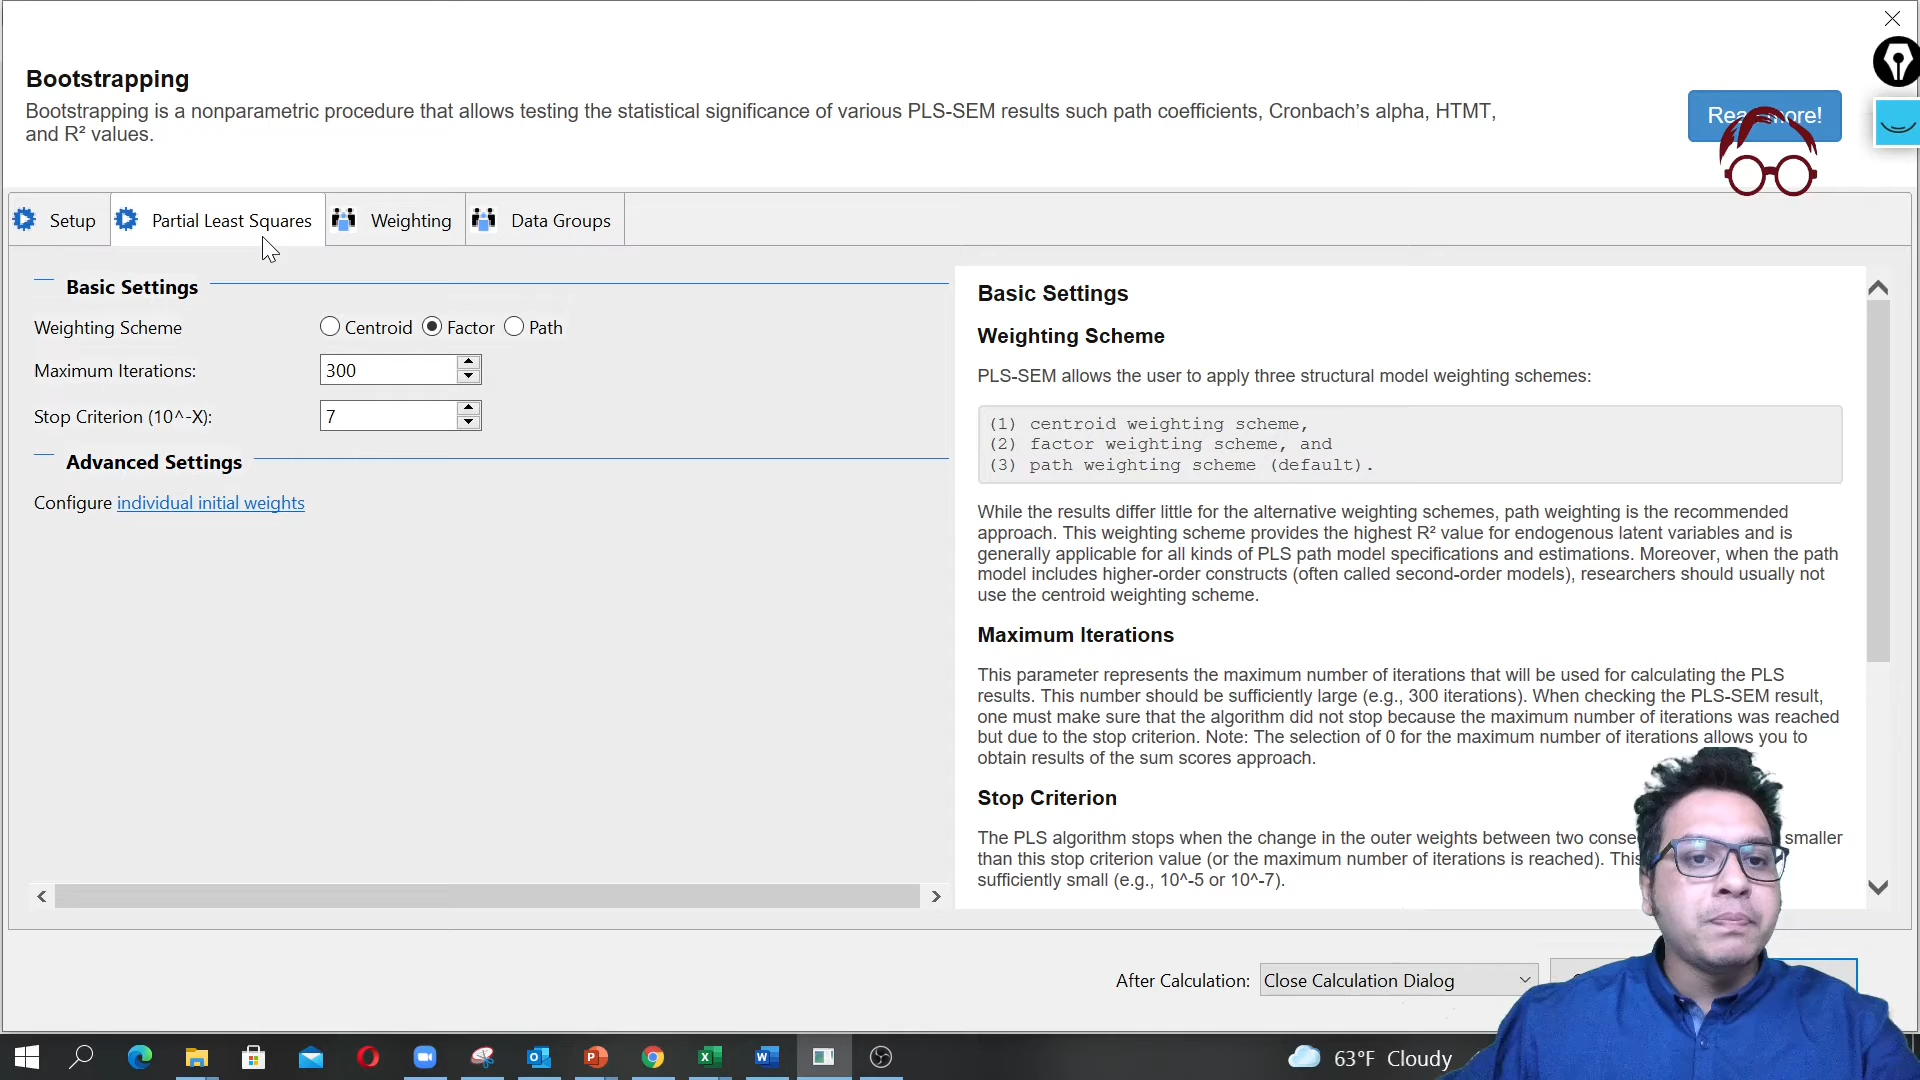 Bootstrapping
Bootstrapping is a nonparametric procedure that allows testing the statistical significance of various PLS-SEM results such path coefficients, Cronbach's alpha, HTMT,
and R² values.
Setup
Partial Least Squares
Weighting
Data Groups
Basic Settings
Weighting Scheme
Centroid
Factor
Path
Maximum Iterations:
300
Stop Criterion (10^-X):
7
Advanced Settings
Configure individual initial weights
Basic Settings
Weighting Scheme
PLS-SEM allows the user to apply three structural model weighting schemes:
(1) centroid weighting scheme,
(2) factor weighting scheme, and
(3) path weighting scheme (default).
While the results differ little for the alternative weighting schemes, path weighting is the recommended
approach. This weighting scheme provides the highest R² value for endogenous latent variables and is
generally applicable for all kinds of PLS path model specifications and estimations. Moreover, when the path
model includes higher-order constructs (often called second-order models), researchers should usually not
use the centroid weighting scheme.
Maximum Iterations
This parameter represents the maximum number of iterations that will be used for calculating the PLS
results. This number should be sufficiently large (e.g., 300 iterations). When checking the PLS-SEM result,
one must make sure that the algorithm did not stop because the maximum number of iterations was reached
but due to the stop criterion. Note: The selection of 0 for the maximum number of iterations allows you to
obtain results of the sum scores approach.
Stop Criterion
The PLS algorithm stops when the change in the outer weights between two smaller
than this stop criterion value (or the maximum number of iterations is reached).
sufficiently small (e.g., 10^-5 or 10^-7).
After Calculation:
Close Calculation Dialog
63°F Cloudy